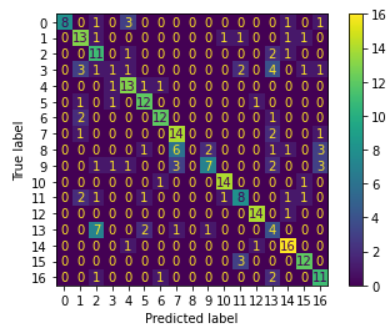 0 8 0 1 0 3 0 0 0 0 0 0 0 0 0 1 0 1
1 0 13 1 0 0 0 0 0 0 0 1 1 0 0 1 1 0
2 0 0 11 0 1 0 0 0 0 0 0 0 0 2 1 0 0
3 0 3 1 1 1 0 0 0 0 0 0 2 0 4 0 1 1
4 0 0 0 1 13 1 1 0 0 0 0 0 0 0 0 0 0
5 0 1 0 1 0 12 0 0 0 0 0 0 1 0 0 0 0
6 0 2 0 0 0 0 12 0 0 0 0 0 0 2 0 0 0
7 0 1 0 0 0 0 0 14 0 0 0 0 0 2 0 0 1
8 0 0 0 0 0 1 0 6 0 2 0 0 0 1 1 0 3
9 0 0 1 1 1 0 0 3 0 7 0 0 0 2 0 0 3
10 0 0 0 0 0 0 1 0 0 0 14 0 0 0 0 0 1
11 0 2 1 0 0 1 0 0 0 0 1 8 0 1 1 0 0
12 0 0 0 0 0 0 0 0 0 0 0 0 14 0 1 0 0
13 0 0 7 0 0 2 0 1 0 1 0 0 0 4 0 0 0
14 0 0 0 0 1 0 0 0 0 0 0 0 1 0 16 0 0
15 0 0 0 0 0 0 0 0 0 0 0 3 0 0 0 12 0
16 0 0 1 0 0 0 1 0 0 0 0 0 0 2 0 0 11
0 1 2 3 4 5 6 7 8 9 10 11 12 13 14 15 16
Predicted label
True label
16
14
12
10
8
6
4
2
0